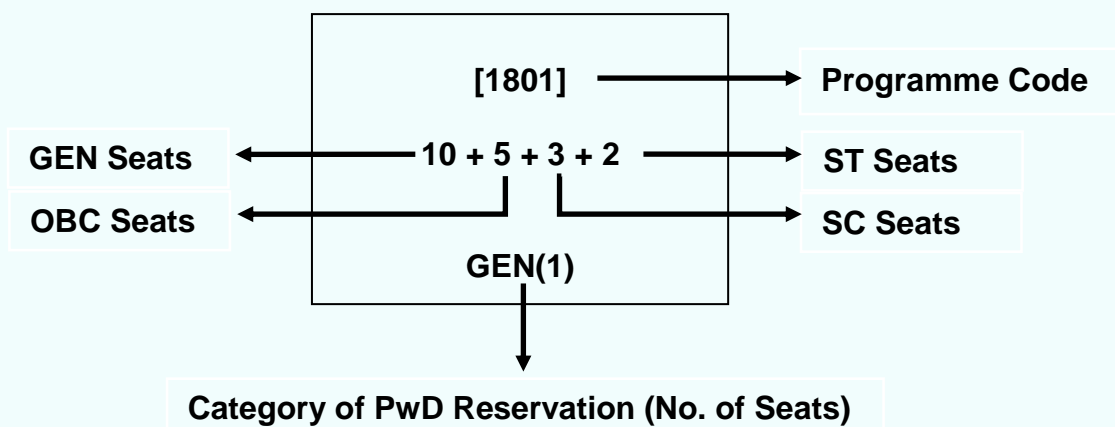 [1801] Programme Code
GEN Seats 10 + 5 + 3 + 2 ST Seats
OBC Seats SC Seats
GEN(1)
Category of PwD Reservation (No. of Seats)